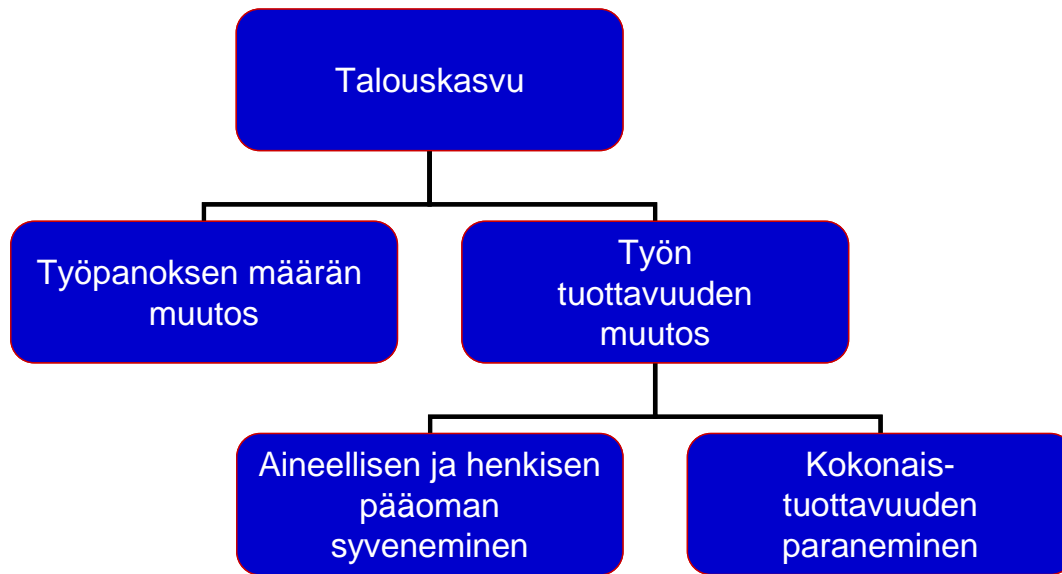 Talouskasvu
Työpanoksen määrän
muutos
Työn
tuottavuuden
muutos
Aineellisen ja henkisen
pääoman
syveneminen
Kokonais-
tuottavuuden
paraneminen